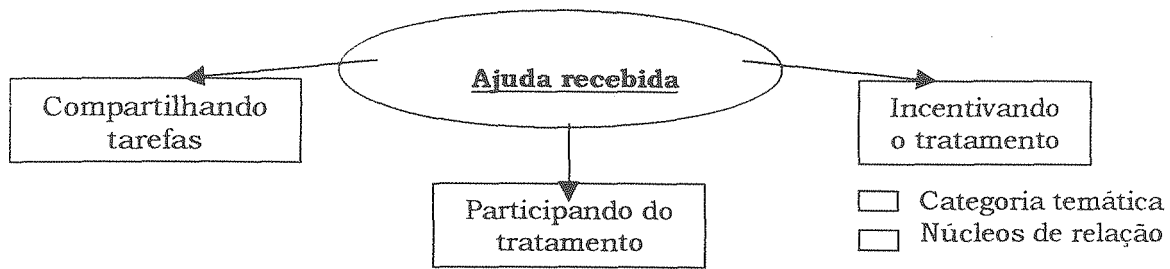 Ajuda recebida
Compartilhando
tarefas
Incentivando
o tratamento
Participando do
tratamento
Categoria temática
Núcleos de relação